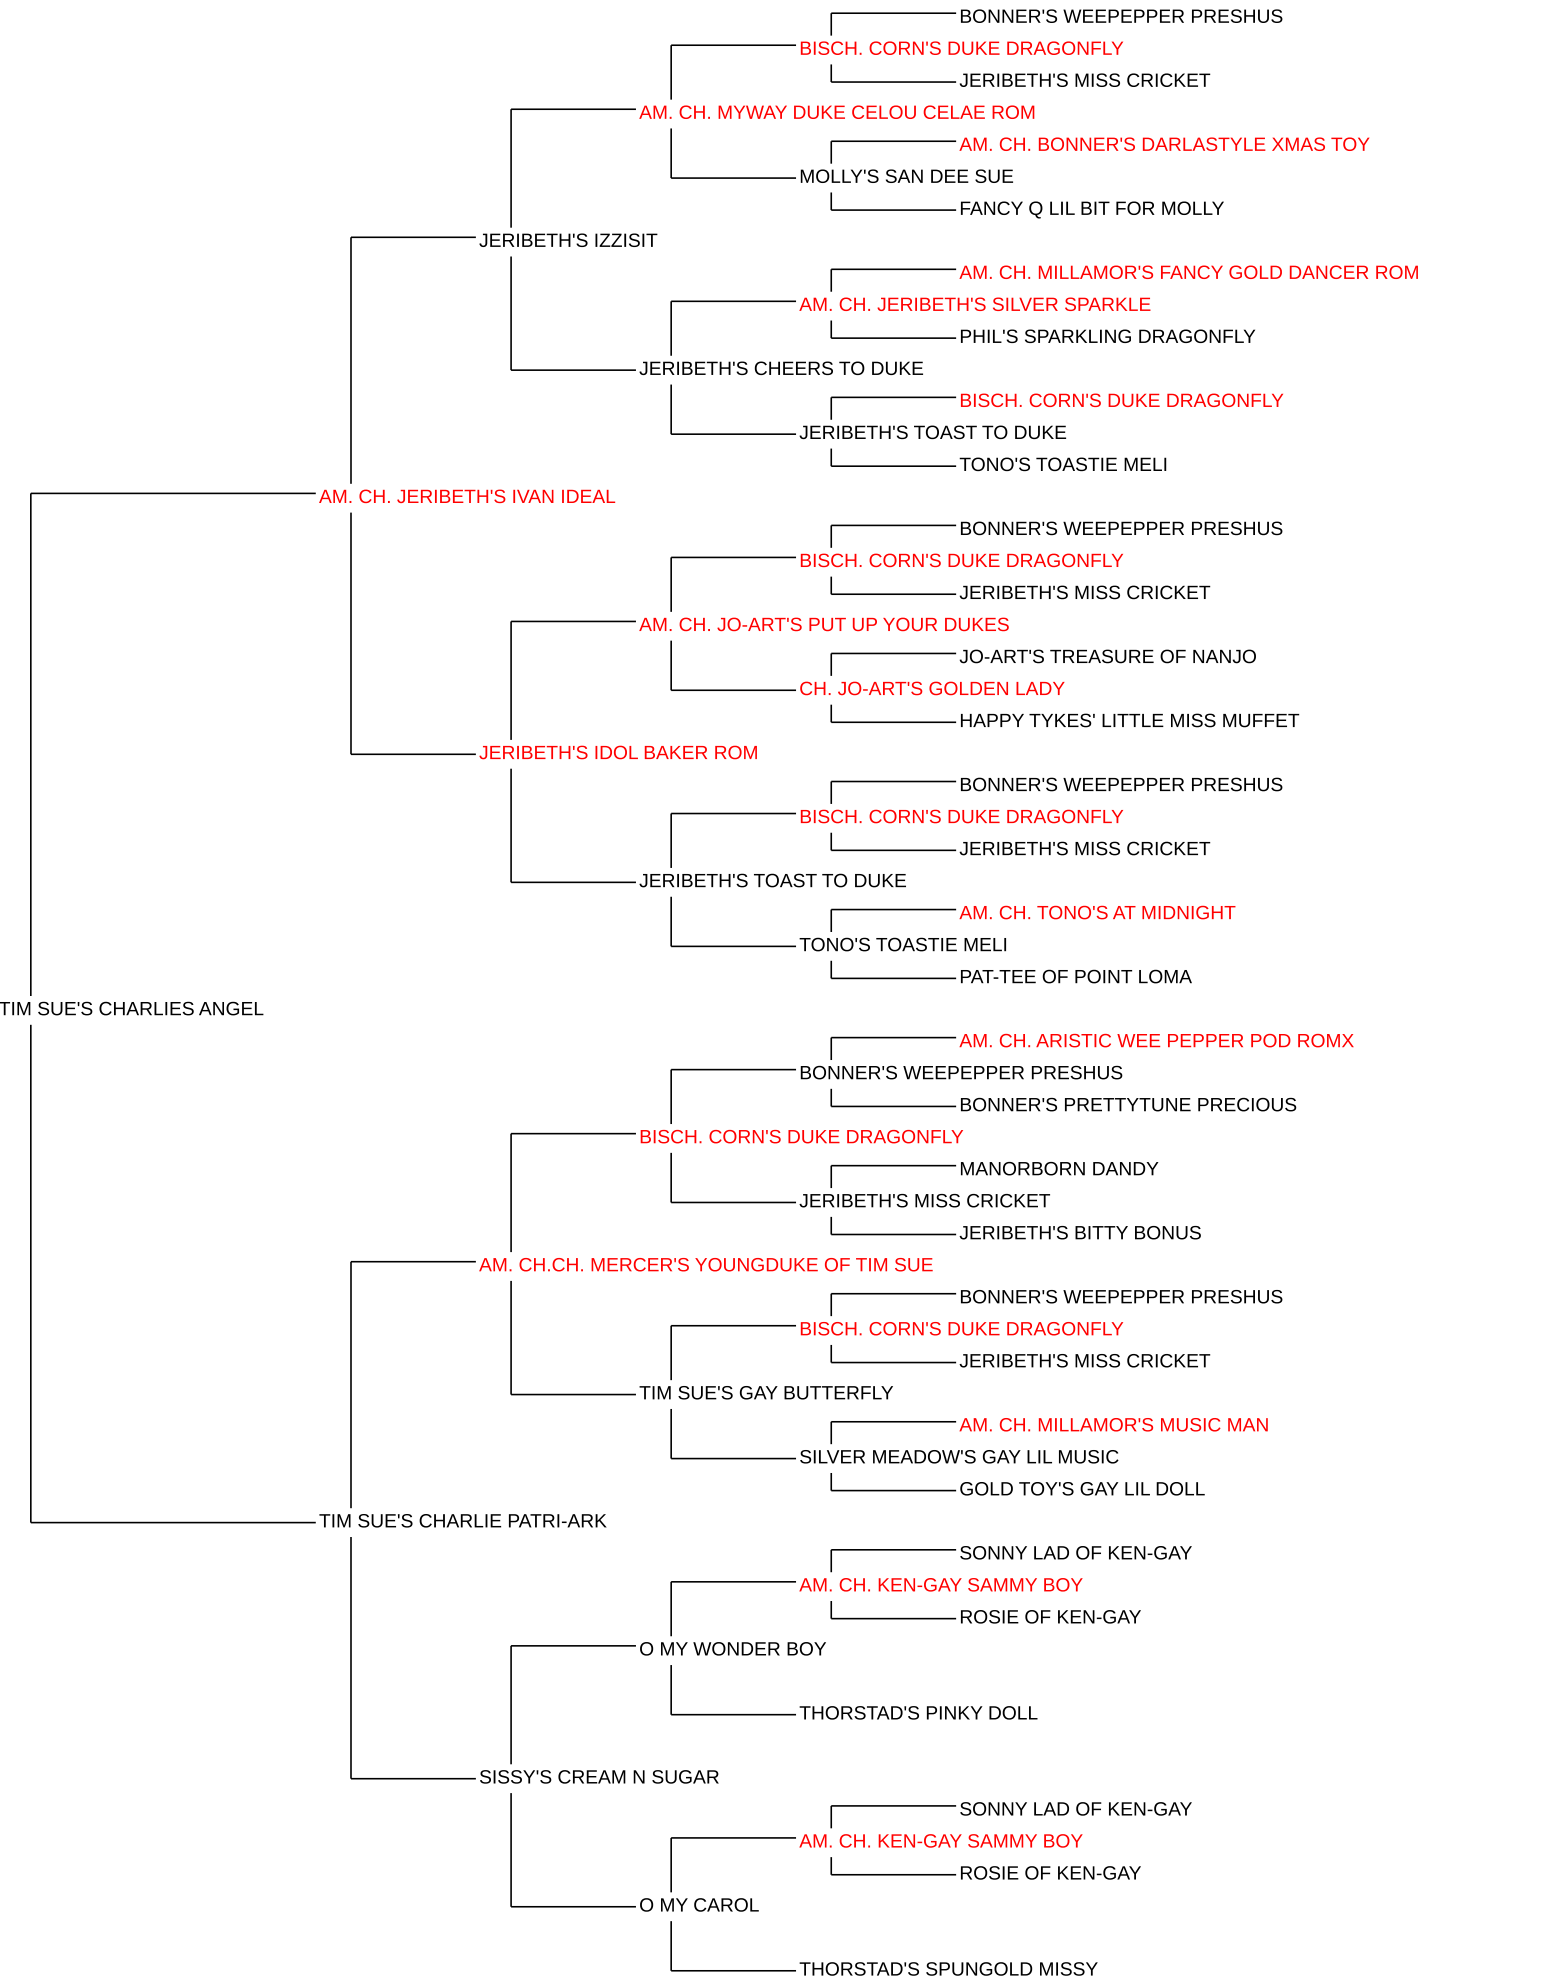 BONNER'S WEEPEPPER PRESHUS
BISCH. CORN'S DUKE DRAGONFLY
JERIBETH'S MISS CRICKET
AM. CH. MYWAY DUKE CELOU CELAE ROM
AM. CH. BONNER'S DARLASTYLE XMAS TOY
MOLLY'S SAN DEE SUE
FANCY Q LIL BIT FOR MOLLY
JERIBETH'S IZZISIT
AM. CH. MILLAMOR'S FANCY GOLD DANCER ROM
AM. CH. JERIBETH'S SILVER SPARKLE
PHIL'S SPARKLING DRAGONFLY
JERIBETH'S CHEERS TO DUKE
BISCH. CORN'S DUKE DRAGONFLY
JERIBETH'S TOAST TO DUKE
TONO'S TOASTIE MELI
AM. CH. JERIBETH'S IVAN IDEAL
BONNER'S WEEPEPPER PRESHUS
BISCH. CORN'S DUKE DRAGONFLY
JERIBETH'S MISS CRICKET
AM. CH. JO-ART'S PUT UP YOUR DUKES
JO-ART'S TREASURE OF NANJO
CH. JO-ART'S GOLDEN LADY
HAPPY TYKES' LITTLE MISS MUFFET
JERIBETH'S IDOL BAKER ROM
BONNER'S WEEPEPPER PRESHUS
BISCH. CORN'S DUKE DRAGONFLY
JERIBETH'S MISS CRICKET
JERIBETH'S TOAST TO DUKE
AM. CH. TONO'S AT MIDNIGHT
TONO'S TOASTIE MELI
PAT-TEE OF POINT LOMA
TIM SUE'S CHARLIES ANGEL
AM. CH. ARISTIC WEE PEPPER POD ROMX
BONNER'S WEEPEPPER PRESHUS
BONNER'S PRETTYTUNE PRECIOUS
BISCH. CORN'S DUKE DRAGONFLY
MANORBORN DANDY
JERIBETH'S MISS CRICKET
JERIBETH'S BITTY BONUS
AM. CH.CH. MERCER'S YOUNGDUKE OF TIM SUE
BONNER'S WEEPEPPER PRESHUS
BISCH. CORN'S DUKE DRAGONFLY
JERIBETH'S MISS CRICKET
TIM SUE'S GAY BUTTERFLY
AM. CH. MILLAMOR'S MUSIC MAN
SILVER MEADOW'S GAY LIL MUSIC
GOLD TOY'S GAY LIL DOLL
TIM SUE'S CHARLIE PATRI-ARK
SONNY LAD OF KEN-GAY
AM. CH. KEN-GAY SAMMY BOY
ROSIE OF KEN-GAY
O MY WONDER BOY
THORSTAD'S PINKY DOLL
SISSY'S CREAM N SUGAR
SONNY LAD OF KEN-GAY
AM. CH. KEN-GAY SAMMY BOY
ROSIE OF KEN-GAY
O MY CAROL
THORSTAD'S SPUNGOLD MISSY